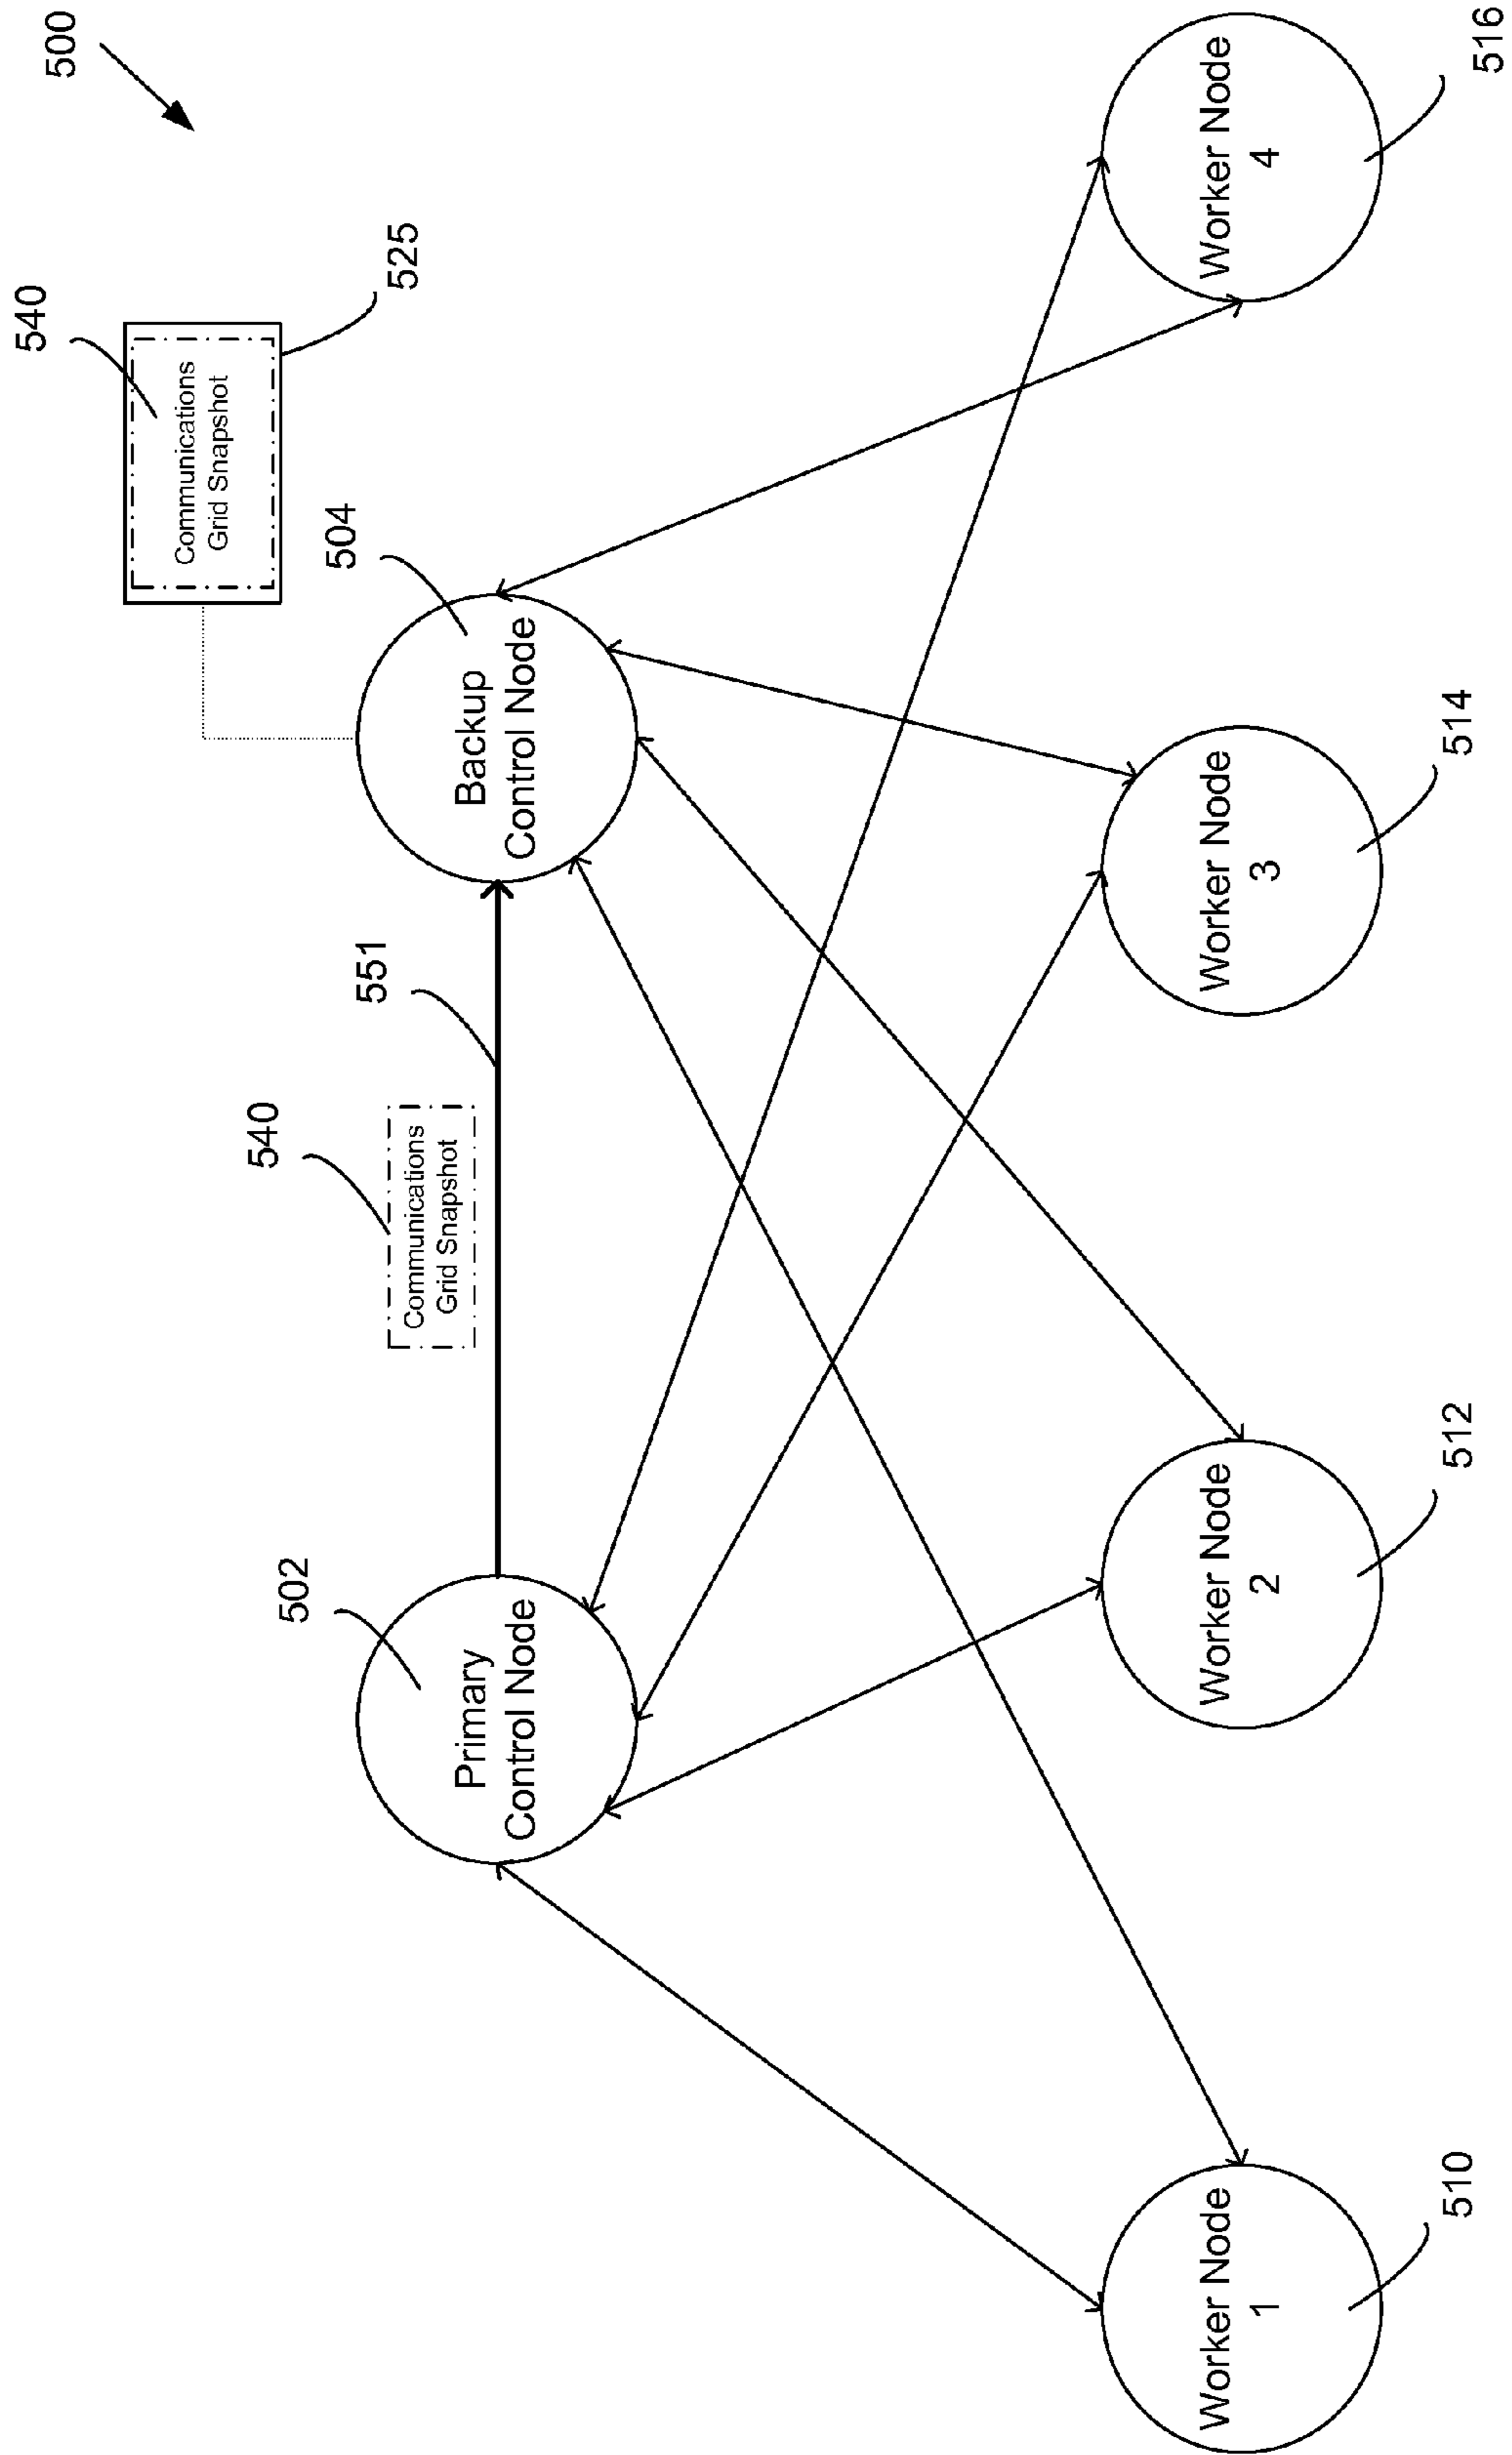 500
540
Communications
Grid Snapshot
525
504
Backup
Control Node
551
540
Communications
Grid Snapshot
502
Primary
Control Node
Worker Node
1
510
Worker Node
2
512
Worker Node
3
514
Worker Node
4
516